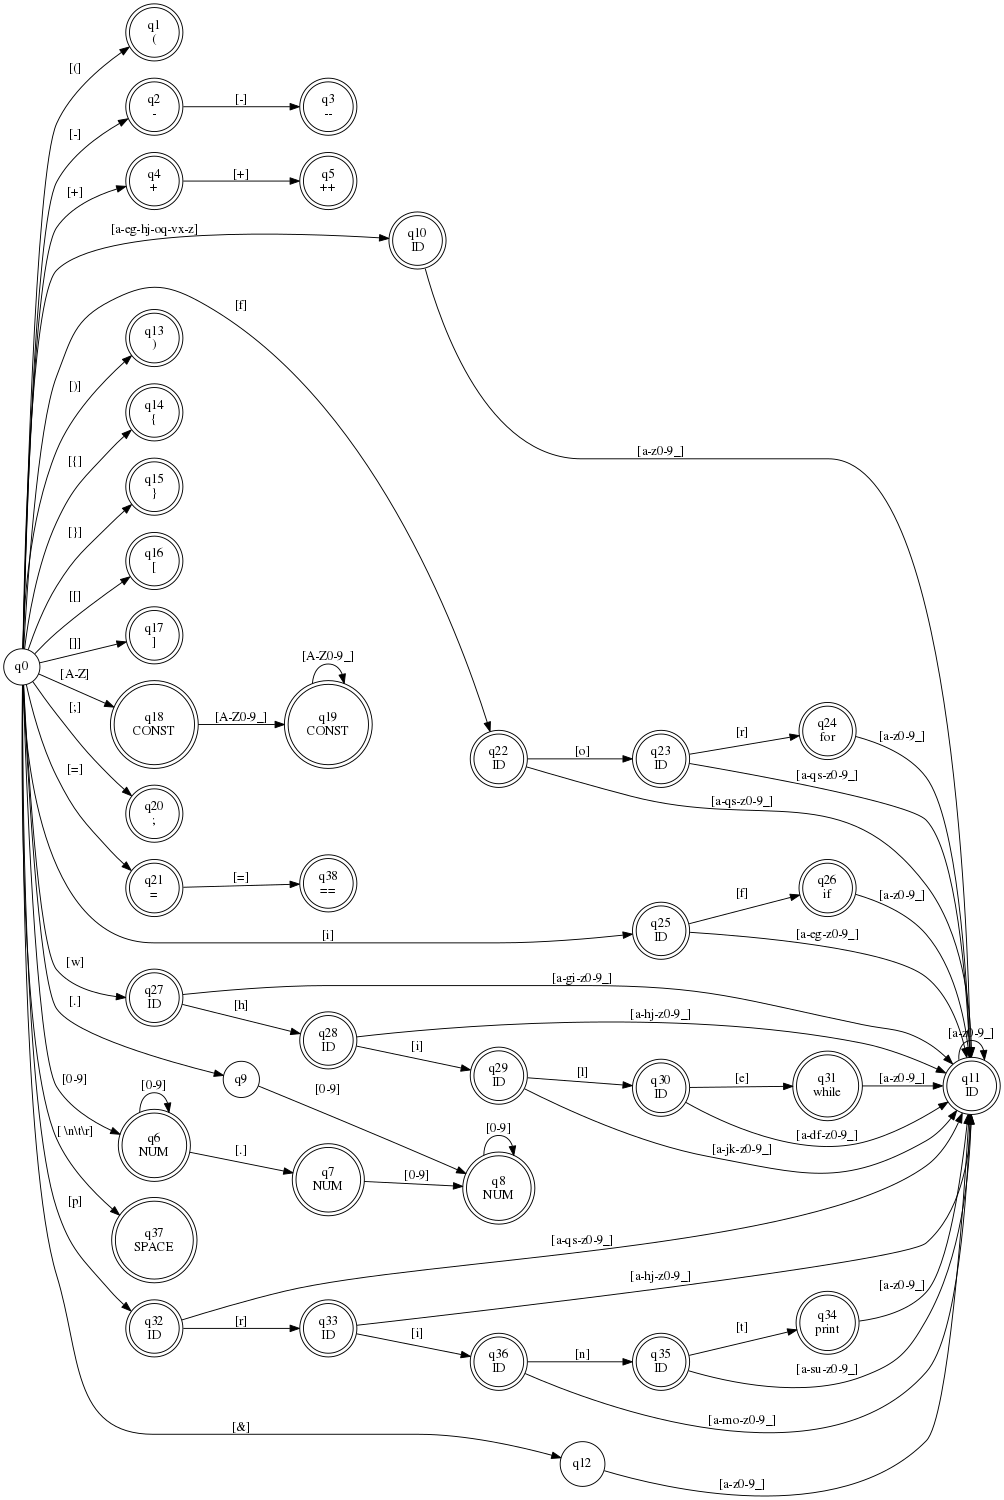 q1
(
[(]
q2
-
[-]
q3
--
[-]
q4
+
[+]
q5
++
[+]
[a-eg-hj-oq-vx-z]
q10
ID
[f]
q13
)
[)]
q14
{
[{]
[a-z0-9_]
q15
}
[}]
q16
[
[[]
q17
]
[]]
q0
[A-Z]
q18
CONST
[A-Z0-9_]
[A-Z0-9_]
q19
CONST
[;]
q20
;
q22
ID
[o]
q23
ID
[r]
q24
for
[a-z0-9_]
[a-qs-z0-9_]
[a-qs-z0-9_]
[=]
q21
=
[=]
q38
==
[i]
q25
ID
[f]
q26
if
[a-z0-9_]
[a-eg-z0-9_]
[w]
q27
ID
[a-gi-z0-9_]
[h]
q28
ID
[a-hj-z0-9_]
[i]
q29
ID
[l]
q30
ID
[e]
q31
while
[a-z0-9_]
[a-z0-9_]
q11
ID
[a-df-z0-9_]
[a-jk-z0-9_]
[.]
q9
[0-9]
[0-9]
[0-9]
q6
NUM
[.]
q7
NUM
[0-9]
[0-9]
q8
NUM
[ \n\t\r]
q37
SPACE
[p]
q32
ID
[a-qs-z0-9_]
[r]
q33
ID
[a-hj-z0-9_]
[i]
q36
ID
[n]
q35
ID
[t]
q34
print
[a-z0-9_]
[a-su-z0-9_]
[a-mo-z0-9_]
[&]
q12
[a-z0-9_]